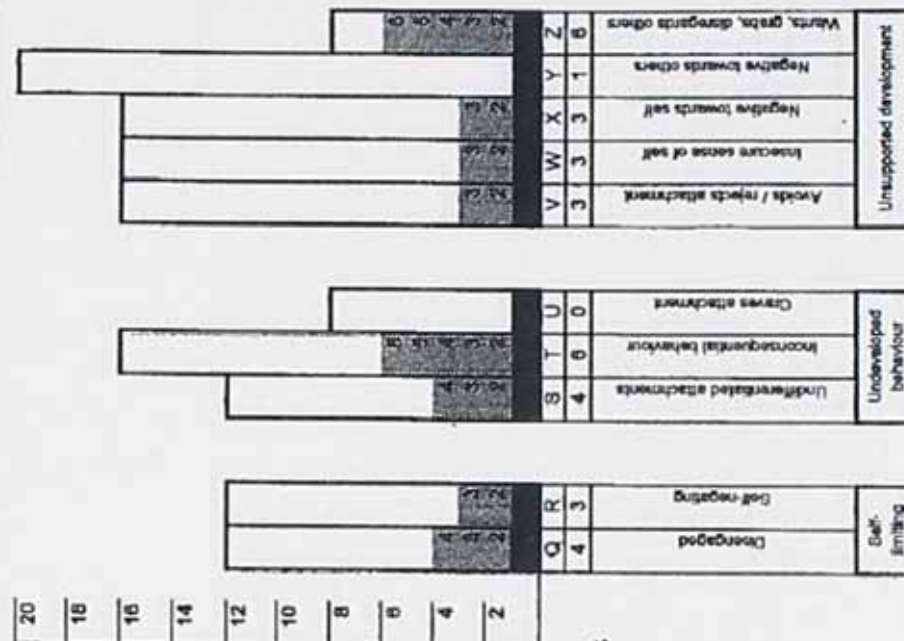 20
18
16
14
12
10
8
6
4
2
Q R S T U V W X Y Z
4 3 4 6 0 3 3 3 1 6
Disengaged
Self-negating
Undifferentiated attachments
Inconsequential behaviour
Craves attachment
Avoids / rejects attachment
Insecure sense of self
Negative towards self
Negative towards others
Wants, grabs, disregards others
Self-
limiting
Undeveloped
behaviour
Unsupported development